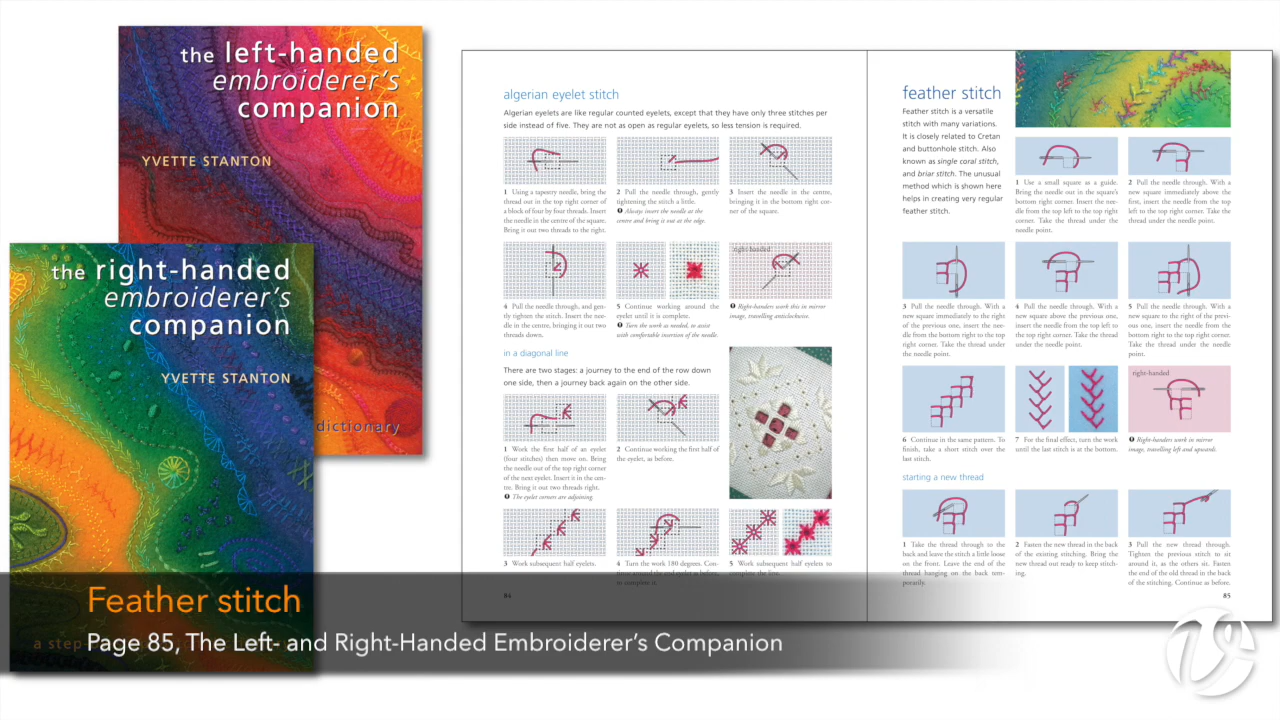 the left-handed
embroiderer's
companion
YVETTE STANTON
dictionary
the right-handed
embroiderer's
companion
YVETTE STANTON
a step
algerian eyelet stitch
Algerian eyelets are like regular counted eyelets, except that they have only three stitches per
side instead of five. They are not as open as regular eyelets, so less tension is required.
1 Using a tapestry needle, bring the
thread out in the top right corner of
a block of four by four threads. Insert
the needle in the centre of the square.
Bring it out two threads to the right.
2 Pull the needle through, gently
tightening the stitch a little.
Always insert the needle at the
centre and bring it out at the edge.
3 Insert the needle in the centre,
bringing it in the bottom right cor-
ner of the square.
right-handed
4 Pull the needle through, and gen-
tly tighten the stitch. Insert the nee-
dle in the centre, bringing it out two
threads down.
5 Continue working around the
eyelet until it is complete.
Turn the work as needed, to assist
with comfortable insertion of the needle.
Right-handers work this in mirror
image, travelling anticlockwise.
in a diagonal line
There are two stages: a journey to the end of the row down
one side, then a journey back again on the other side.
1 Work the first half of an eyelet
(four stitches) then move on. Bring
the needle out of the top right corner
of the next eyelet. Insert it in the cen-
tre. Bring it out two threads right.
The eyelet corners are adjoining.
2 Continue working the first half of
the eyelet, as before.
3 Work subsequent half eyelets.
4 Turn the work 180 degrees. Con-
tinue around the end eyelet as before,
to complete it.
5 Work subsequent half eyelets to
complete the line.
84
feather stitch
Feather stitch is a versatile
stitch with many variations.
It is closely related to Cretan
and buttonhole stitch. Also
known as single coral stitch,
and briar stitch. The unusual
method which is shown here
helps in creating very regular
feather stitch.
1 Use a small square as a guide.
Bring the needle out in the square's
bottom right corner. Insert the nee-
dle from the top left to the top right
corner. Take the thread under the
needle point.
2 Pull the needle through. With a
new square immediately above the
first, insert the needle from the top
left to the top right corner. Take the
thread under the needle point.
3 Pull the needle through. With a
new square immediately to the right
of the previous one, insert the nee-
dle from the bottom right to the top
right corner. Take the thread under
the needle point.
4 Pull the needle through. With a
new square above the previous one,
insert the needle from the top left to
the top right corner. Take the thread
under the needle point.
5 Pull the needle through. With a
new square to the right of the previ-
ous one, insert the needle from the
bottom right to the top right corner.
Take the thread under the needle
point.
right-handed
6 Continue in the same pattern. To
finish, take a short stitch over the
last stitch.
7 For the final effect, turn the work
until the last stitch is at the bottom.
Right-handers work in mirror
image, travelling left and upwards.
starting a new thread
1 Take the thread through to the
back and leave the stitch a little loose
on the front. Leave the end of the
thread hanging on the back tem-
porarily.
2 Fasten the new thread in the back
of the existing stitching. Bring the
new thread out ready to keep stitch-
ing.
3 Pull the new thread through.
Tighten the previous stitch to sit
around it, as the others sit. Fasten
the end of the old thread in the back
of the stitching. Continue as before.
85
Feather stitch
Page 85, The Left- and Right-Handed Embroiderer's Companion